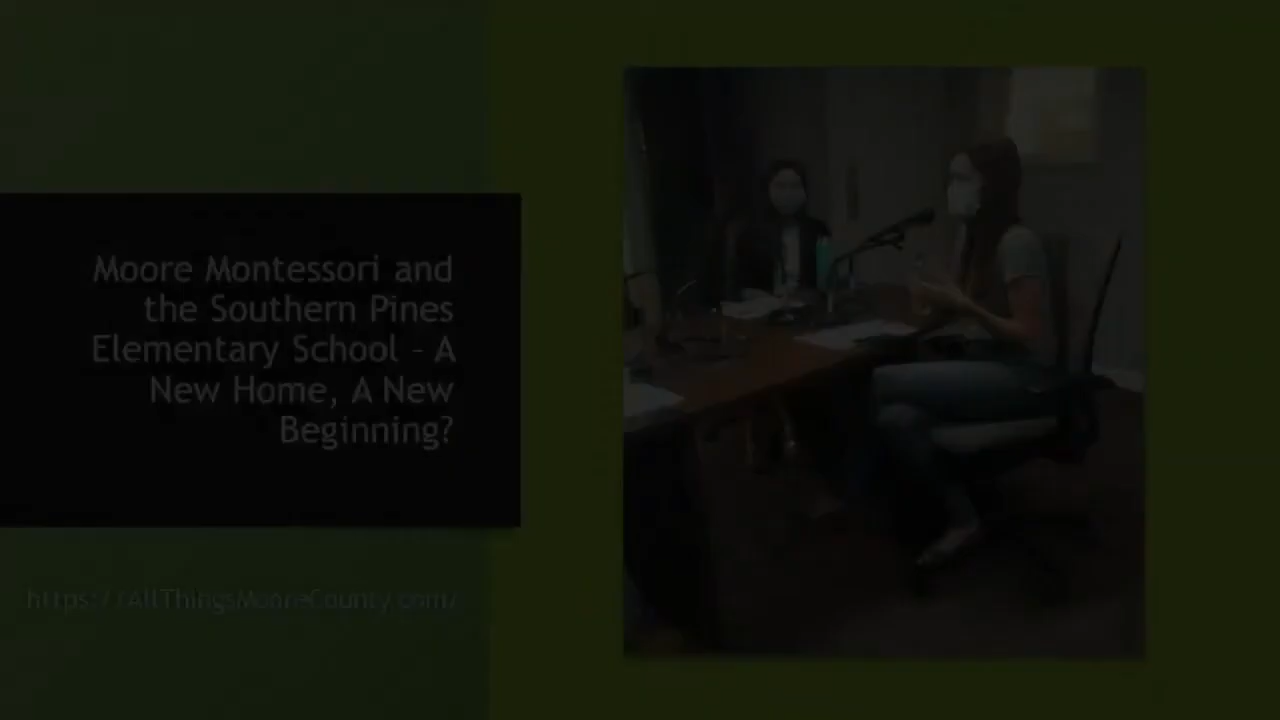 Moore Montessori and
the Southern Pines
Elementary School – A
New Home, A New
Beginning?
https://AllThingsMooreCounty.com/